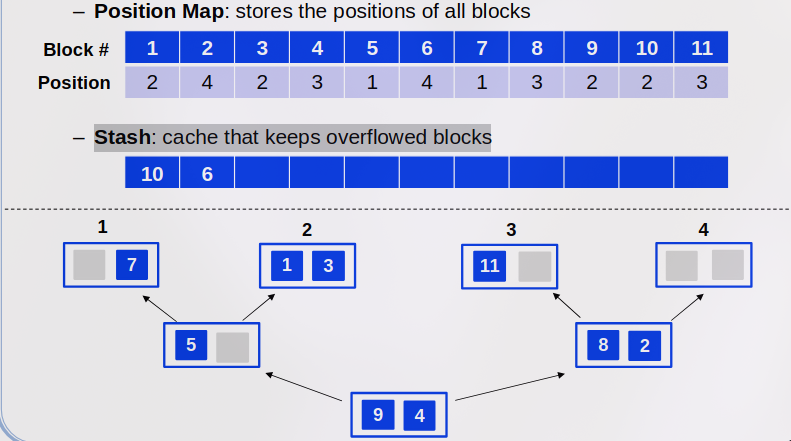 – Position Map: stores the positions of all blocks
Block # 1 2 3 4 5 6 7 8 9 10 11
Position 2 4 2 3 1 4 1 3 2 2 3
– Stash: cache that keeps overflowed blocks
10 6
1 2 3 4
7 1 3 11
5 8 2
9 4